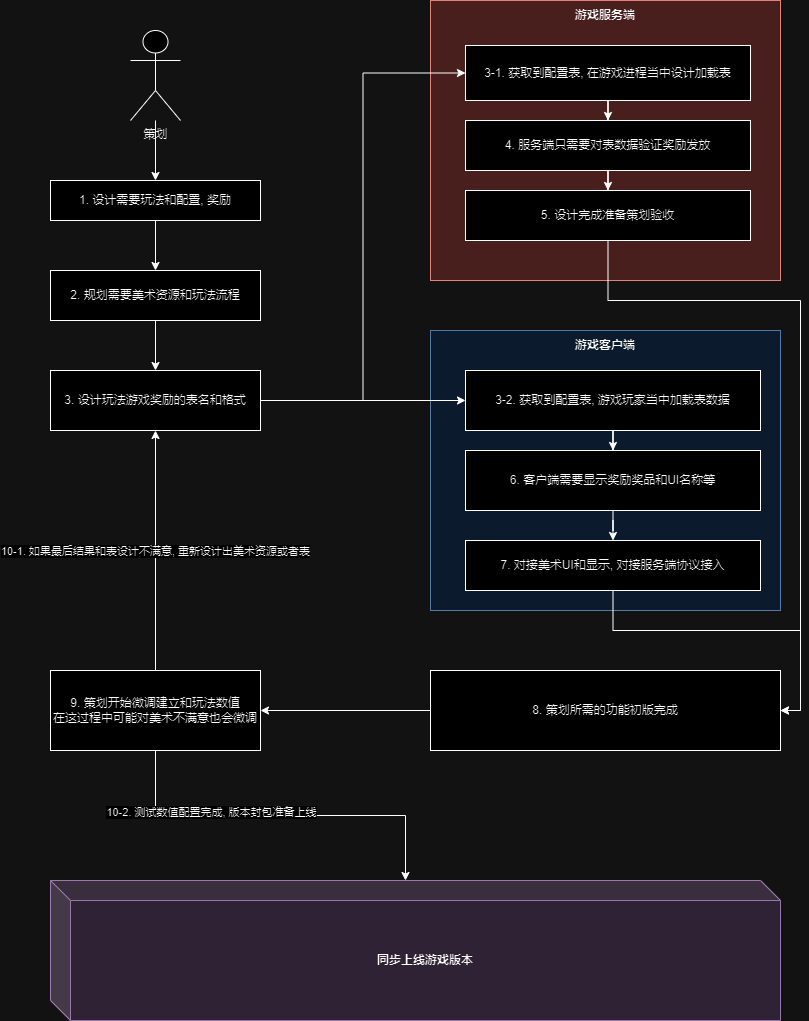 策划
1. 设计需要玩法和配置, 奖励
2. 规划需要美术资源和玩法流程
3. 设计玩法游戏奖励的表名和格式
游戏服务端
3-1. 获取到配置表, 在游戏进程当中设计加载表
4. 服务端只需要对表数据验证奖励发放
5. 设计完成准备策划验收
游戏客户端
3-2. 获取到配置表, 游戏玩家当中加载表数据
6. 客户端需要显示奖励奖品和UI名称等
7. 对接美术UI和显示, 对接服务端协议接入
10-1. 如果最后结果和表设计不满意, 重新设计出美术资源或者表
8. 策划所需的功能初版完成
9. 策划开始微调建立和玩法数值
在这过程中可能对美术不满意也会微调
10-2. 测试数值配置完成, 版本封包准备上线
同步上线游戏版本